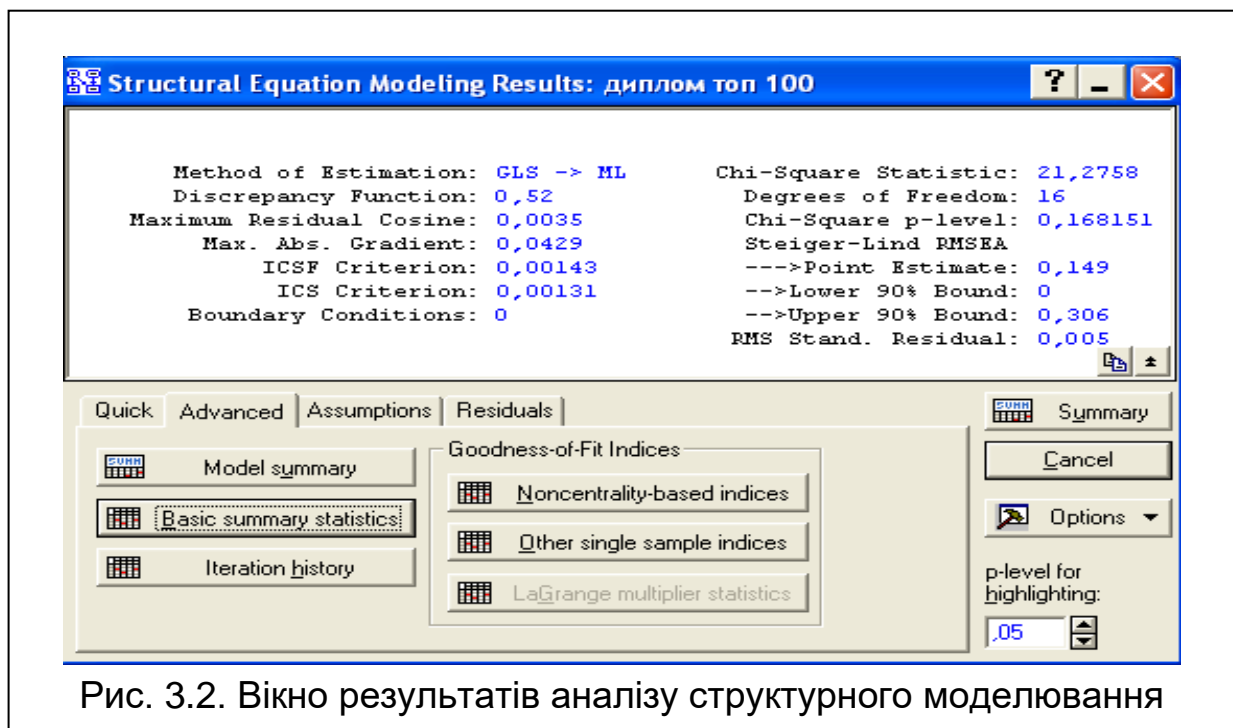 Structural Equation Modeling Results: диплом топ 100
Method of Estimation: GLS -> ML
Discrepancy Function: 0,52
Maximum Residual Cosine: 0,0035
Max. Abs. Gradient: 0,0429
ICSF Criterion: 0,00143
ICS Criterion: 0,00131
Boundary Conditions: 0
Chi-Square Statistic: 21,2758
Degrees of Freedom: 16
Chi-Square p-level: 0,168151
Steiger-Lind RMSEA
--->Point Estimate: 0,149
-->Lower 90% Bound: 0
-->Upper 90% Bound: 0,306
RMS Stand. Residual: 0,005
Quick Advanced Assumptions Residuals
Model summary
Basic summary statistics
Iteration history
Goodness-of-Fit Indices
Noncentrality-based indices
Other single sample indices
LaGrange multiplier statistics
Summary
Cancel
Options
p-level for
highlighting:
,05
Рис. 3.2. Вікно результатів аналізу структурного моделювання